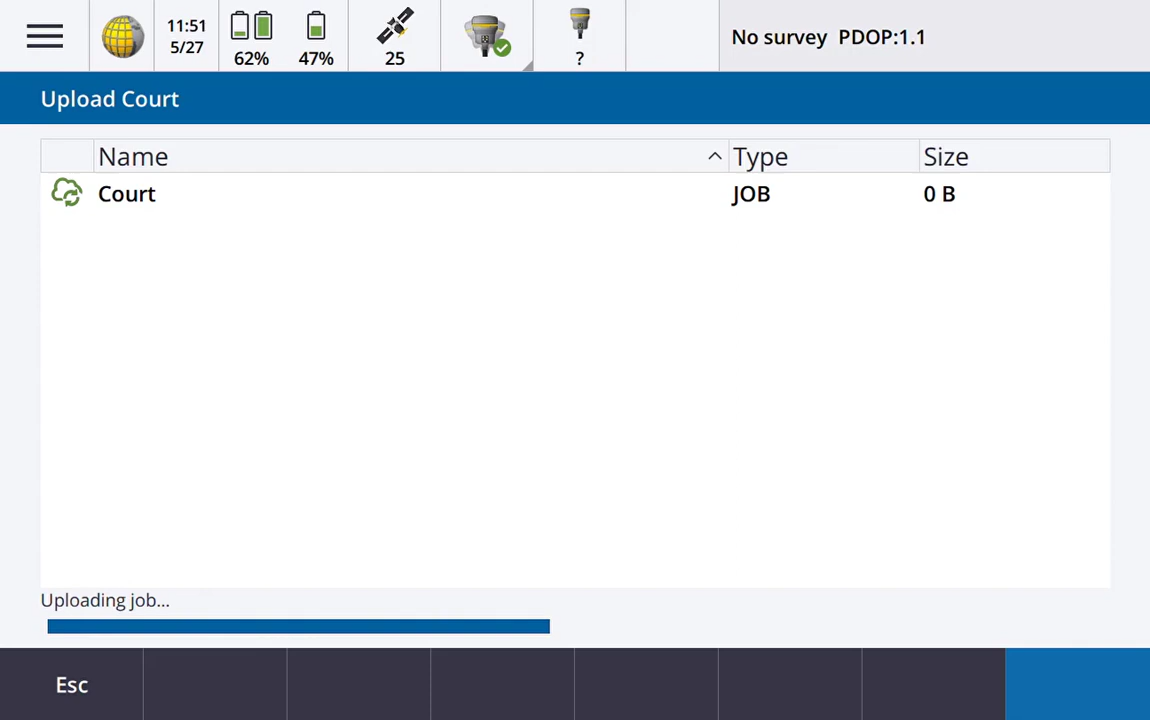 11:51
5/27
62%
47%
25
?
No survey PDOP:1.1
Upload Court
Name Type Size
Court JOB 0 B
Uploading job...
Esc